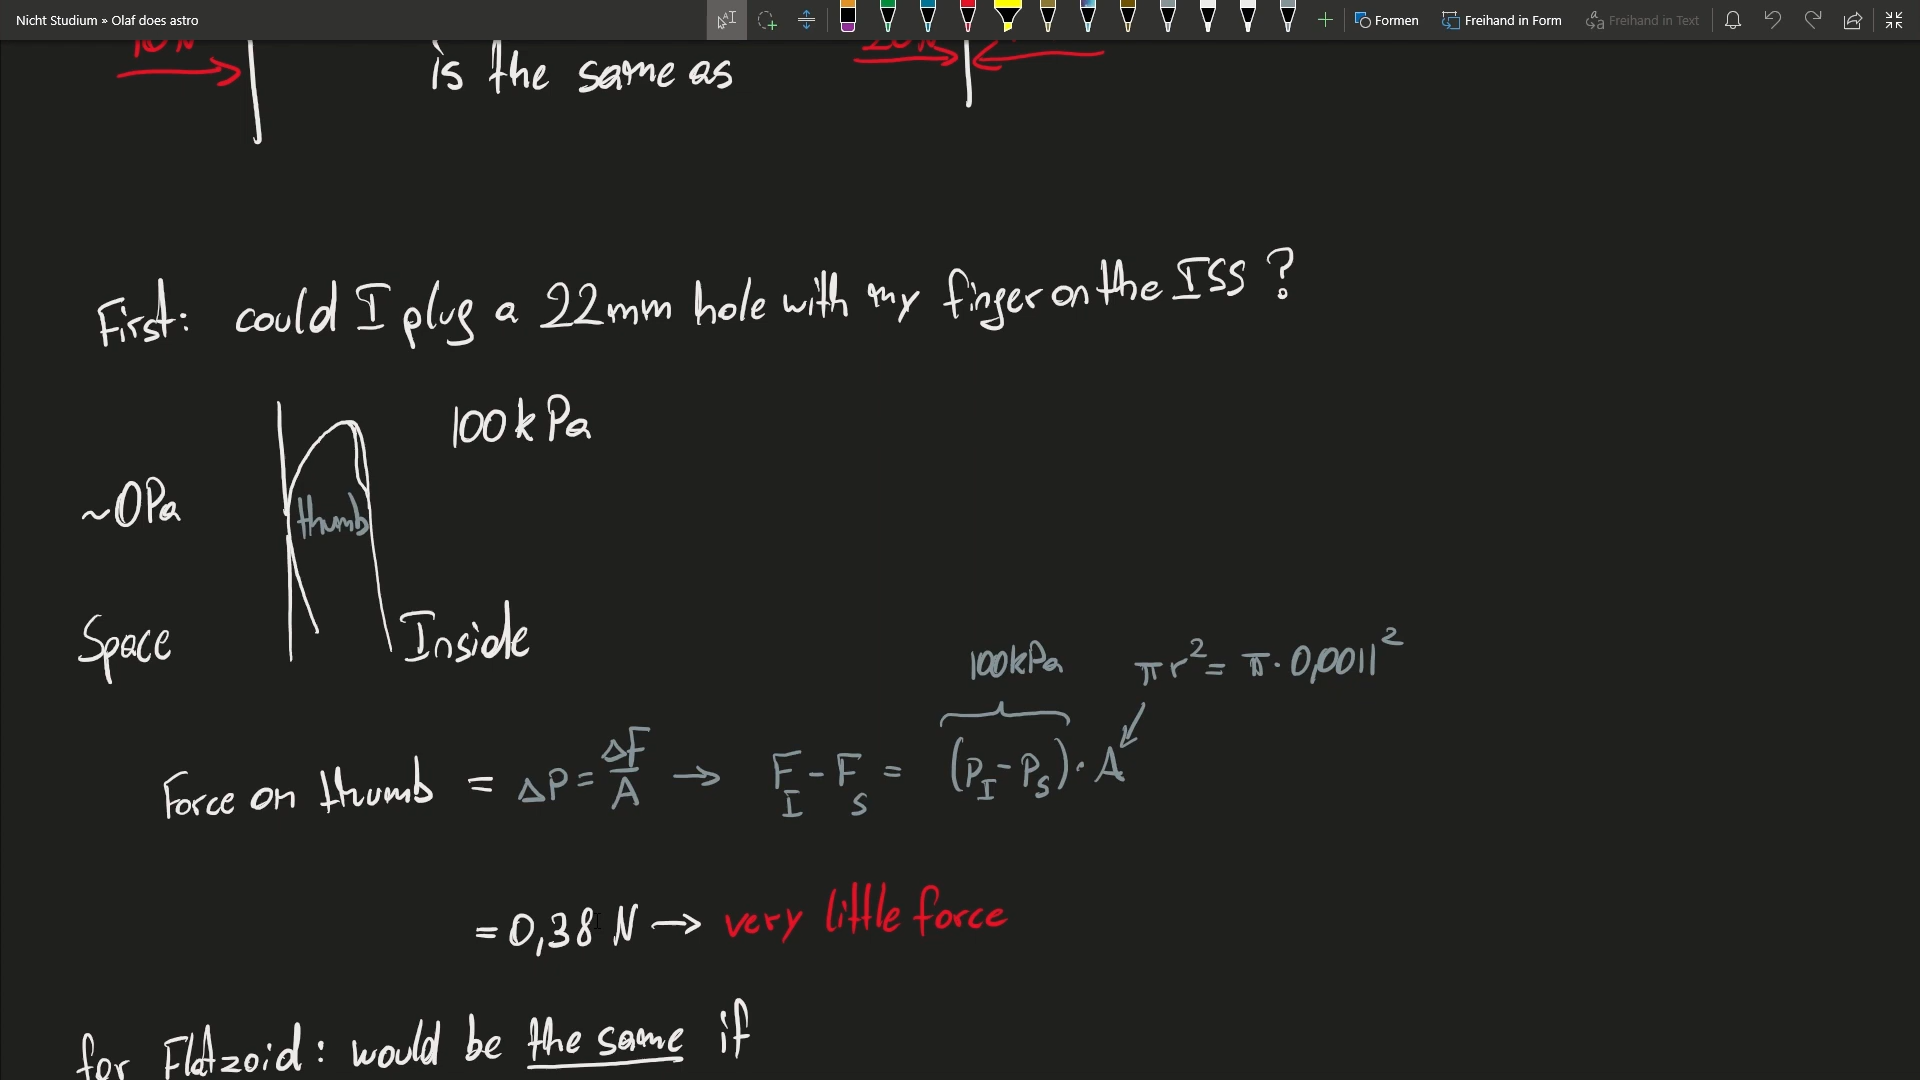 Nicht Studium » Olaf does astro
Formen
Freihand in Form
Freihand in Text
is the same as
First: could I plug a 22mm hole with my finger on the ISS?
100kPa
~0Pa
thumb
Space
Inside
100kPa
πr² = π · 0,0011²
Force on thumb = ΔP = ΔF/A → F_I - F_S = (P_I - P_S) · A
= 0,38 N → very little force
for Flatzoid: would be the same if